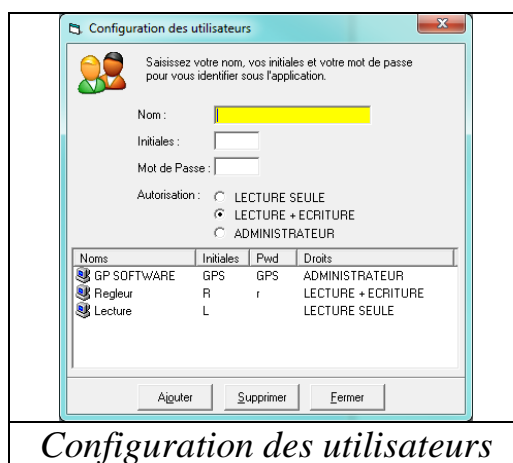 Configuration des utilisateurs
Saisissez votre nom, vos initiales et votre mot de passe
pour vous identifier sous l'application.
Nom :
Initiales :
Mot de Passe :
Autorisation : LECTURE SEULE
LECTURE + ECRITURE
ADMINISTRATEUR
Noms Initiales Pwd Droits
GP SOFTWARE GPS GPS ADMINISTRATEUR
Regleur R r LECTURE + ECRITURE
Lecture L LECTURE SEULE
Ajouter Supprimer Fermer
Configuration des utilisateurs